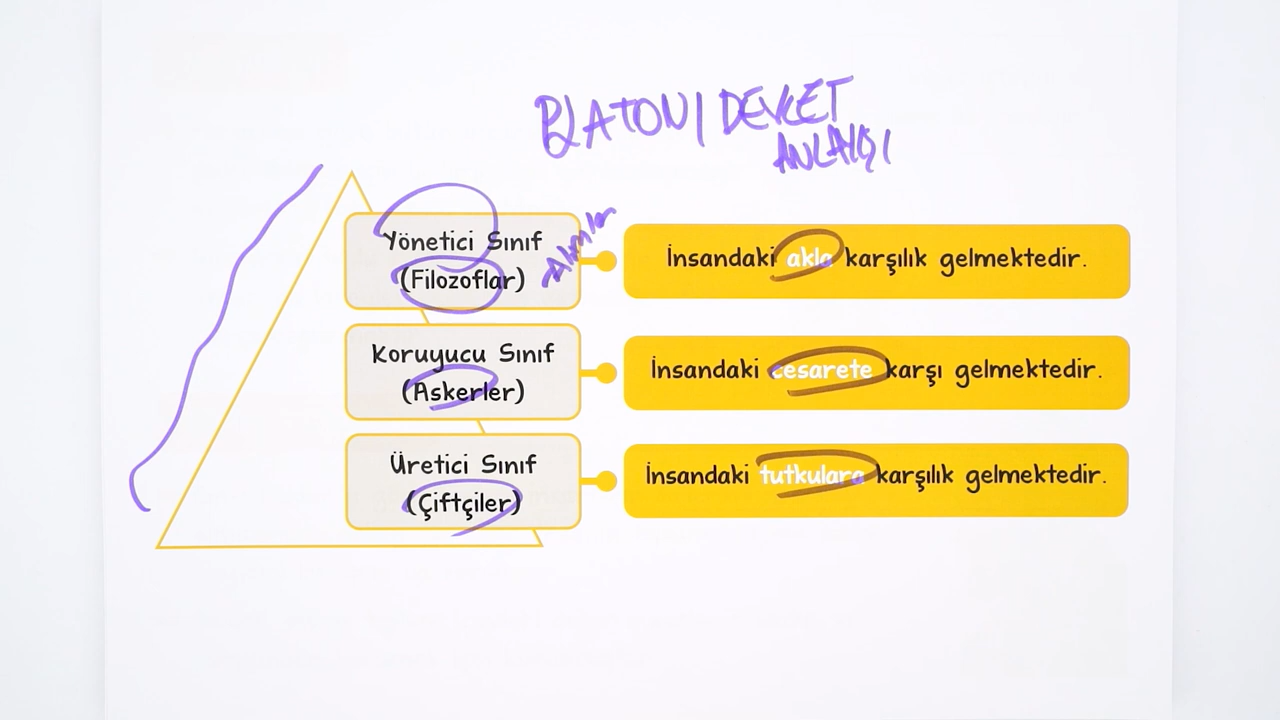 PLATON / DEVLET
ANLAYIŞI
Yönetici Sınıf
(Filozoflar)
Alimler
İnsandaki akla karşılık gelmektedir.
Koruyucu Sınıf
(Askerler)
İnsandaki cesarete karşı gelmektedir.
Üretici Sınıf
(Çiftçiler)
İnsandaki tutkulara karşılık gelmektedir.